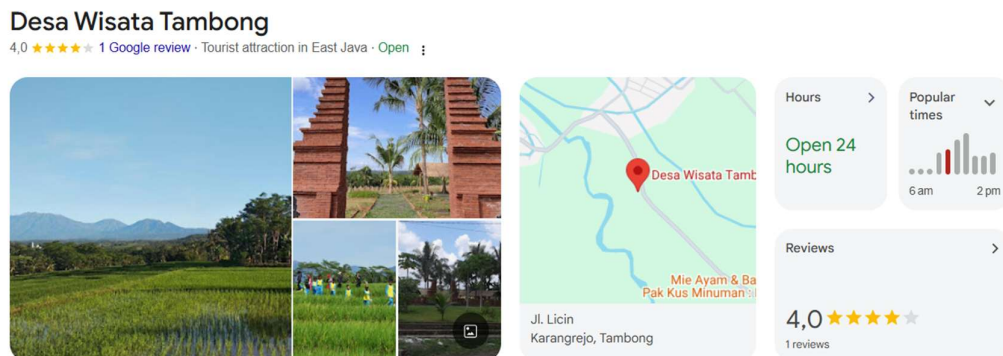 Desa Wisata Tambong
4,0 1 Google review · Tourist attraction in East Java · Open
Desa Wisata Tamb
Mie Ayam & Ba
Pak Kus Minuman
Jl. Licin
Karangrejo, Tambong
Hours
Open 24
hours
Popular
times
6 am 2 pm
Reviews
4,0
1 reviews